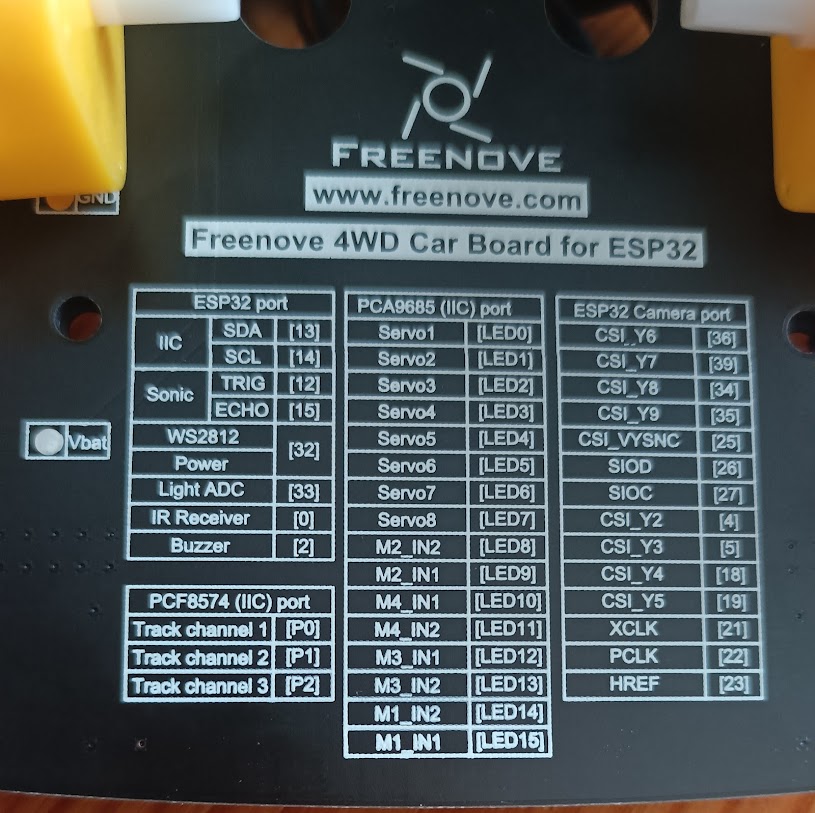 FREENOVE
www.freenove.com
GND
Freenove 4WD Car Board for ESP32
ESP32 port
IIC SDA [13]
SCL [14]
Sonic TRIG [12]
ECHO [15]
WS2812 [32]
Power
Light ADC [33]
IR Receiver [0]
Buzzer [2]
Vbat
PCF8574 (IIC) port
Track channel 1 [P0]
Track channel 2 [P1]
Track channel 3 [P2]
PCA9685 (IIC) port
Servo1 [LED0]
Servo2 [LED1]
Servo3 [LED2]
Servo4 [LED3]
Servo5 [LED4]
Servo6 [LED5]
Servo7 [LED6]
Servo8 [LED7]
M2_IN2 [LED8]
M2_IN1 [LED9]
M4_IN1 [LED10]
M4_IN2 [LED11]
M3_IN1 [LED12]
M3_IN2 [LED13]
M1_IN2 [LED14]
M1_IN1 [LED15]
ESP32 Camera port
CSI_Y6 [36]
CSI_Y7 [39]
CSI_Y8 [34]
CSI_Y9 [35]
CSI_VYSNC [25]
SIOD [26]
SIOC [27]
CSI_Y2 [4]
CSI_Y3 [5]
CSI_Y4 [18]
CSI_Y5 [19]
XCLK [21]
PCLK [22]
HREF [23]